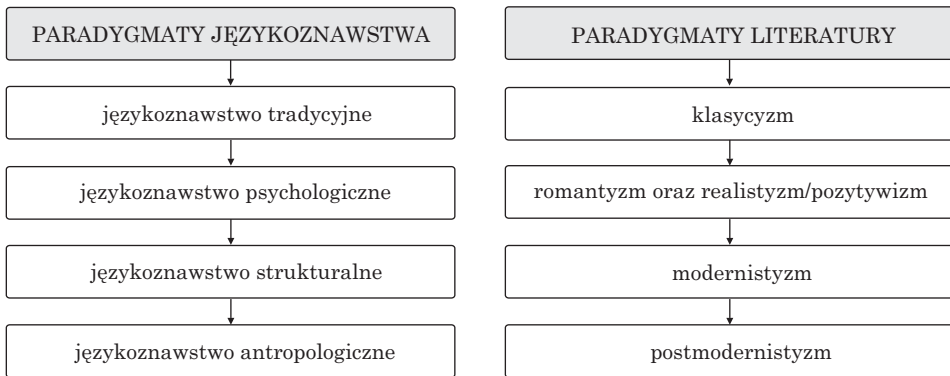 PARADYGMATY JĘZYKOZNAWSTWA
językoznawstwo tradycyjne
językoznawstwo psychologiczne
językoznawstwo strukturalne
językoznawstwo antropologiczne
PARADYGMATY LITERATURY
klasycyzm
romantyzm oraz realistyzm/pozytywizm
modernistyzm
postmodernistyzm